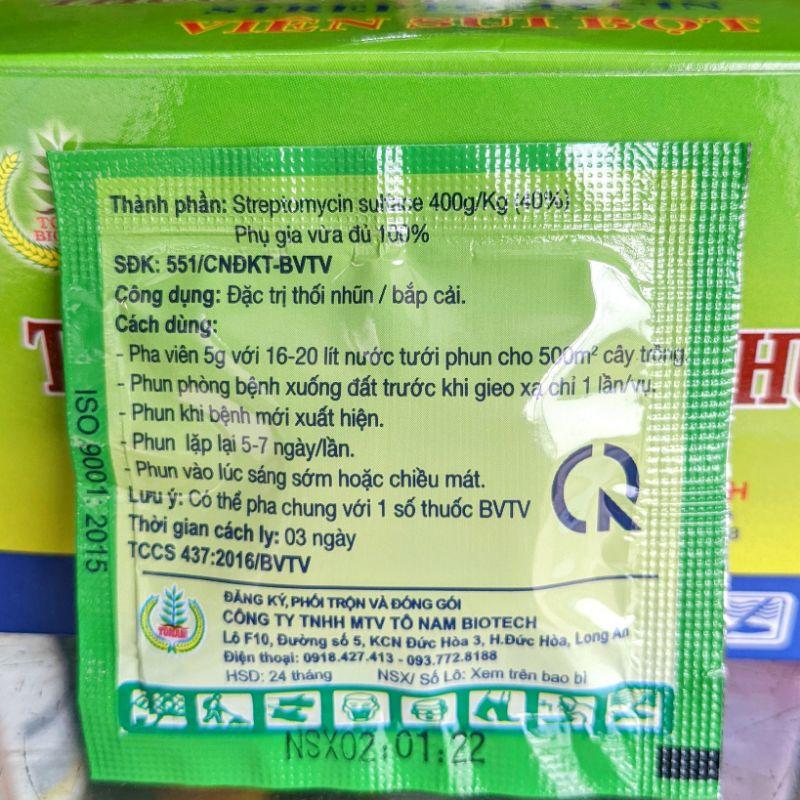 VIÊN SỦI BỘT
Thành phần: Streptomycin sulfate 400g/Kg (40%)
Phụ gia vừa đủ 100%
SĐK: 551/CNĐKT-BVTV
Công dụng: Đặc trị thối nhũn / bắp cải.
Cách dùng:
- Pha viên 5g với 16-20 lít nước tưới phun cho 500m² cây trồng.
- Phun phòng bệnh xuống đất trước khi gieo xạ chỉ 1 lần/vụ.
- Phun khi bệnh mới xuất hiện.
- Phun lặp lại 5-7 ngày/lần.
- Phun vào lúc sáng sớm hoặc chiều mát.
Lưu ý: Có thể pha chung với 1 số thuốc BVTV
Thời gian cách ly: 03 ngày
TCCS 437:2016/BVTV
ISO 9001: 2015
CR
ĐĂNG KÝ, PHỐI TRỘN VÀ ĐÓNG GÓI
CÔNG TY TNHH MTV TÔ NAM BIOTECH
Lô F10, Đường số 5, KCN Đức Hòa 3, H.Đức Hòa, Long An
Điện thoại: 0918.427.413 - 093.772.8188
HSD: 24 tháng NSX/ Số Lô: Xem trên bao bì
NSX02.01.22